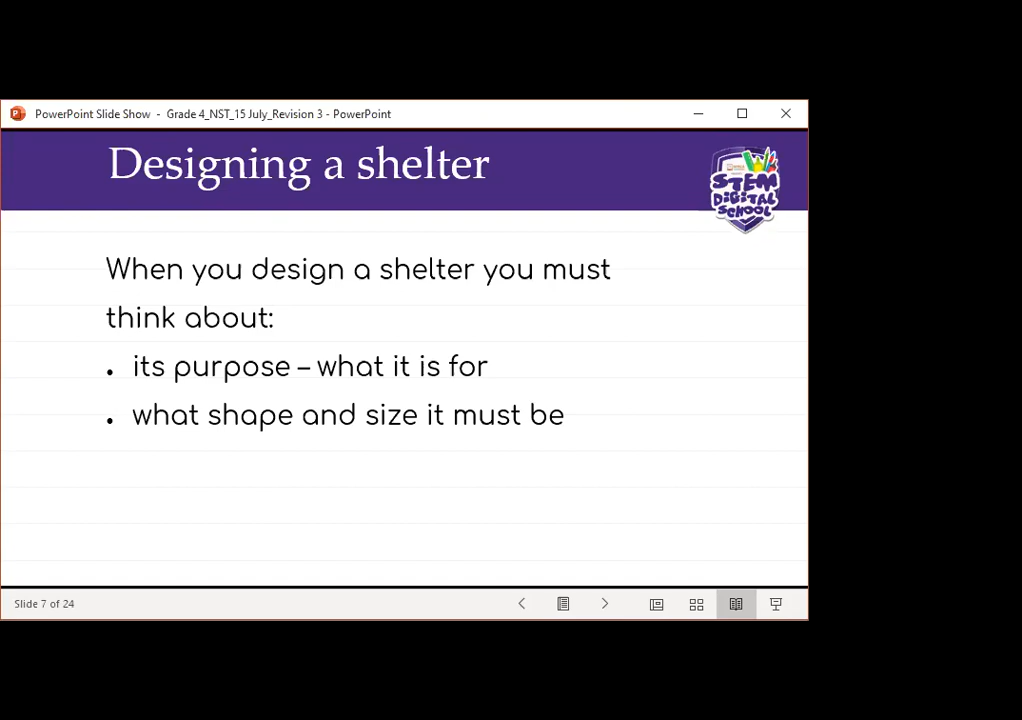 PowerPoint Slide Show - Grade 4_NST_15 July_Revision 3 - PowerPoint
Designing a shelter
STEM
DIGITAL
SCHOOL
When you design a shelter you must
think about:
• its purpose – what it is for
• what shape and size it must be
Slide 7 of 24